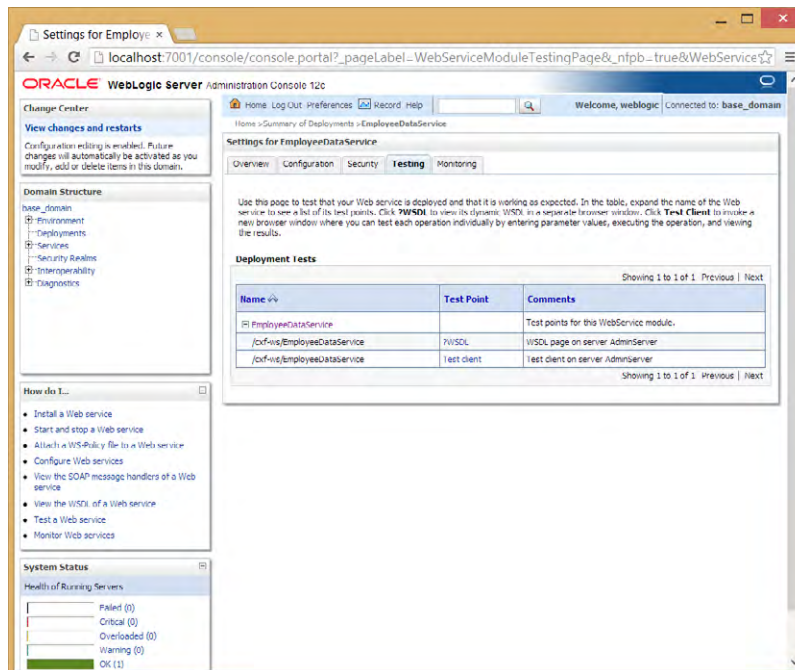 Settings for Employe ×
localhost:7001/console/console.portal?_pageLabel=WebServiceModuleTestingPage&_nfpb=true&WebService
ORACLE WebLogic Server Administration Console 12c
Change Center
View changes and restarts
Configuration editing is enabled. Future
changes will automatically be activated as you
modify, add or delete items in this domain.
Domain Structure
base_domain
Environment
Deployments
Services
Security Realms
Interoperability
Diagnostics
How do I...
Install a Web service
Start and stop a Web service
Attach a WS-Policy file to a Web service
Configure Web services
View the SOAP message handlers of a Web
service
View the WSDL of a Web service
Test a Web service
Monitor Web services
System Status
Health of Running Servers
Failed (0)
Critical (0)
Overloaded (0)
Warning (0)
OK (1)
Home Log Out Preferences Record Help
Welcome, weblogic Connected to: base_domain
Home >Summary of Deployments >EmployeeDataService
Settings for EmployeeDataService
Overview Configuration Security Testing Monitoring
Use this page to test that your Web service is deployed and that it is working as expected. In the table, expand the name of the Web
service to see a list of its test points. Click ?WSDL to view its dynamic WSDL in a separate browser window. Click Test Client to invoke a
new browser window where you can test each operation individually by entering parameter values, executing the operation, and viewing
the results.
Deployment Tests
Showing 1 to 1 of 1 Previous | Next
Name Test Point Comments
EmployeeDataService Test points for this WebService module.
/cxf-ws/EmployeeDataService ?WSDL WSDL page on server AdminServer
/cxf-ws/EmployeeDataService Test client Test client on server AdminServer
Showing 1 to 1 of 1 Previous | Next